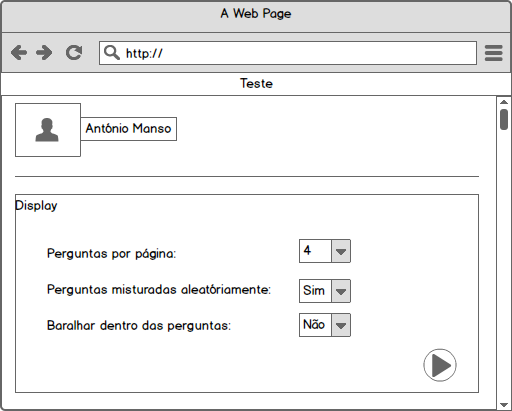 A Web Page
http://
Teste
António Manso
Display
Perguntas por página:
4
Perguntas misturadas aleatóriamente:
Sim
Baralhar dentro das perguntas:
Não